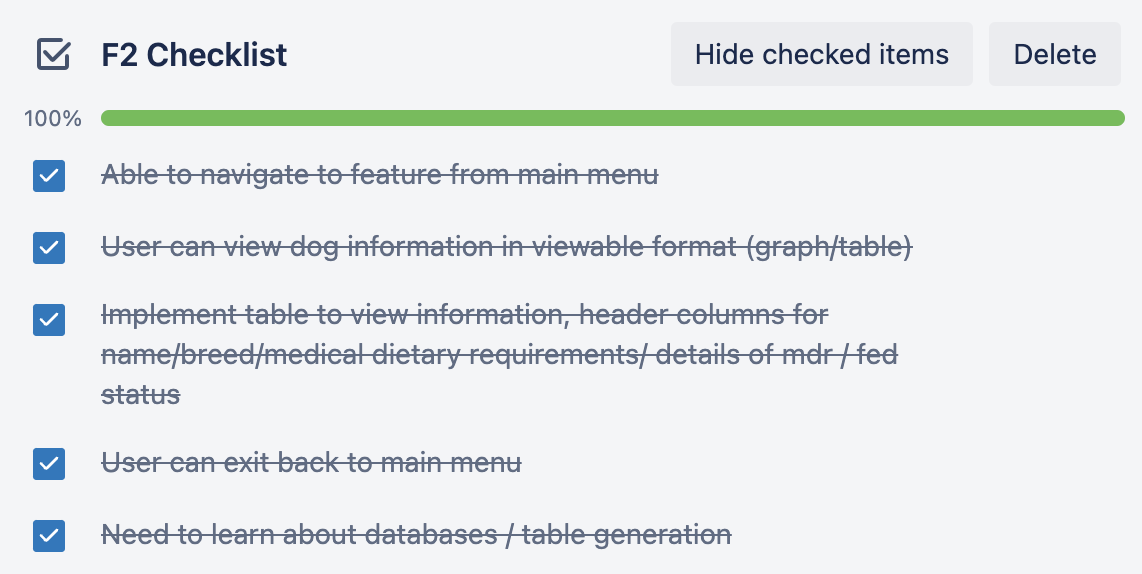 F2 Checklist
Hide checked items
Delete
100%
Able to navigate to feature from main menu
User can view dog information in viewable format (graph/table)
Implement table to view information, header columns for
name/breed/medical dietary requirements/ details of mdr / fed
status
User can exit back to main menu
Need to learn about databases / table generation